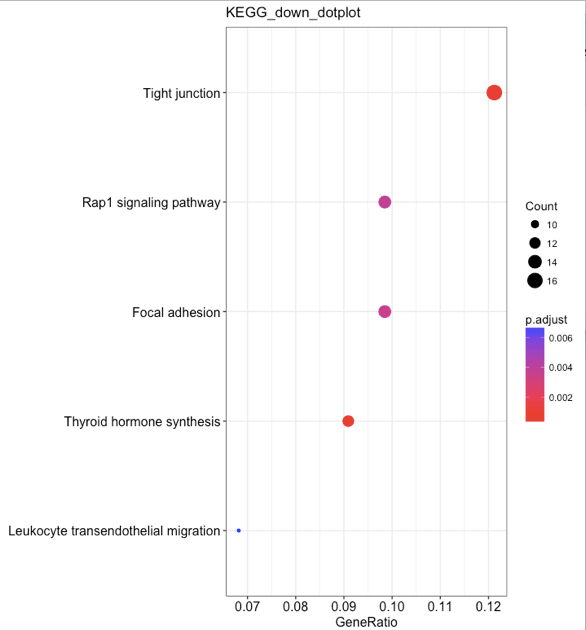 KEGG_down_dotplot
Tight junction
Rap1 signaling pathway
Focal adhesion
Thyroid hormone synthesis
Leukocyte transendothelial migration
0.07 0.08 0.09 0.10 0.11 0.12
GeneRatio
Count
10
12
14
16
p.adjust
0.006
0.004
0.002